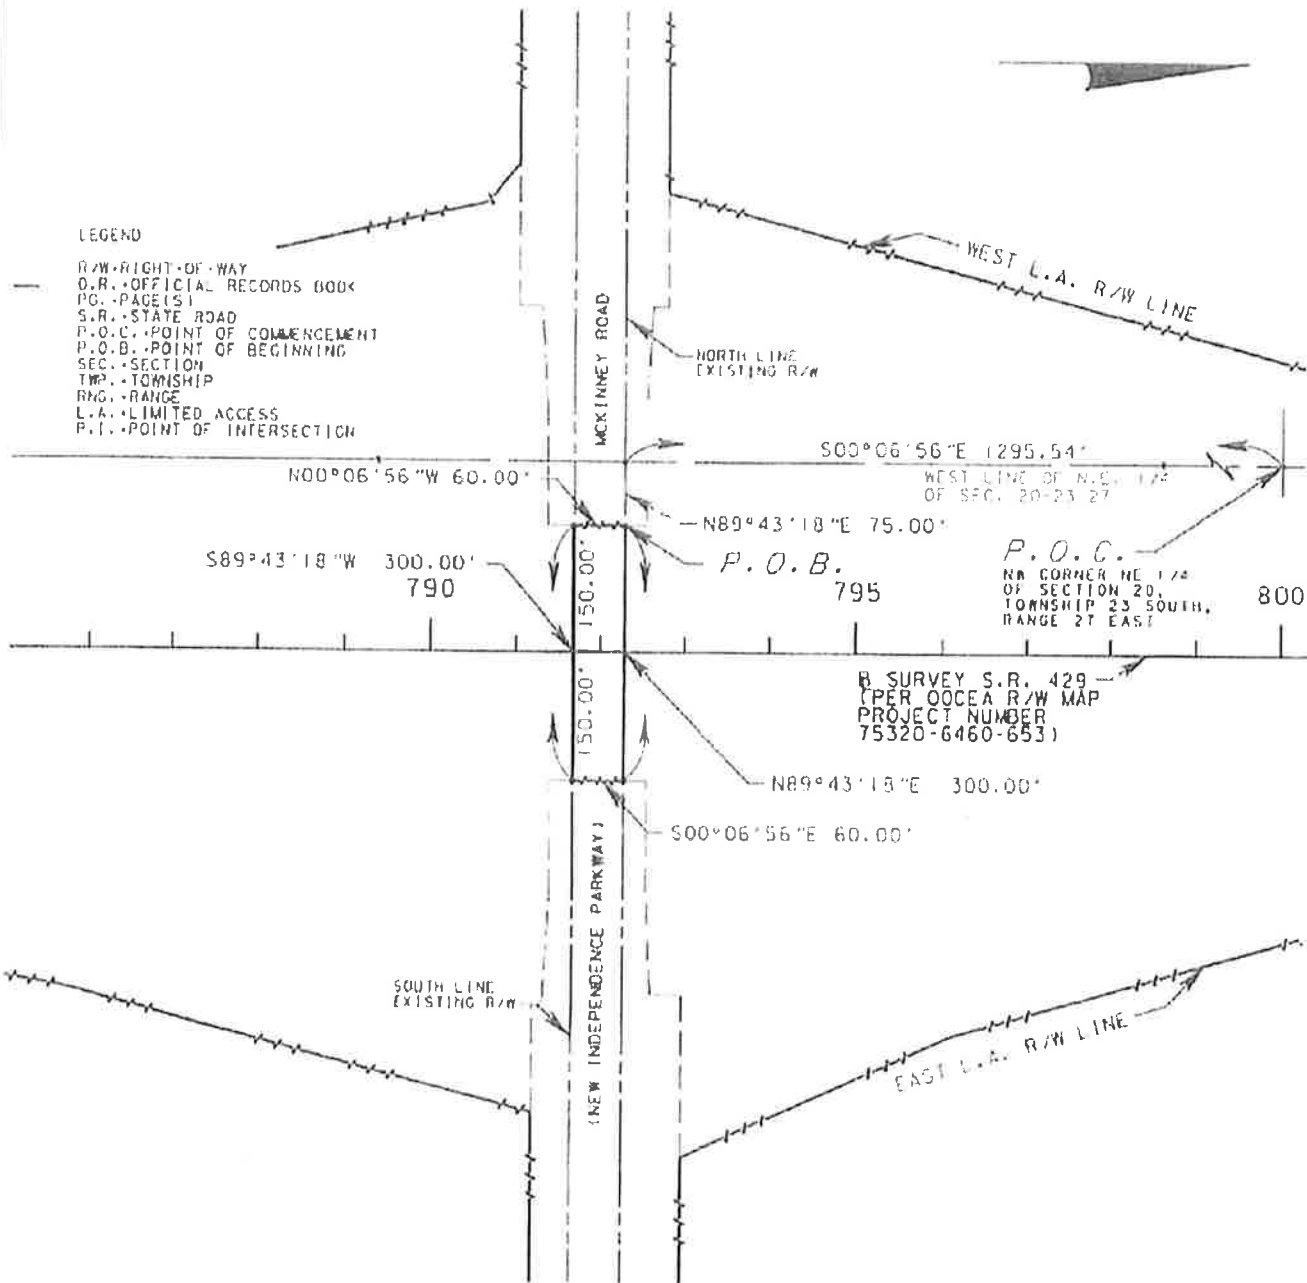 LEGEND
R/W-RIGHT-OF-WAY
O.R.-OFFICIAL RECORDS BOOK
PG.-PAGE(S)
S.R.-STATE ROAD
P.O.C.-POINT OF COMMENCEMENT
P.O.B.-POINT OF BEGINNING
SEC.-SECTION
TWP.-TOWNSHIP
RNG.-RANGE
L.A.-LIMITED ACCESS
P.I.-POINT OF INTERSECTION
MCKINNEY ROAD
WEST L.A. R/W LINE
NORTH LINE
EXISTING R/W
S00°06'56"E 1295.54'
WEST LINE OF N.E. 1/4
OF SEC. 20-23-27
N00°06'56"W 60.00'
N89°43'18"E 75.00'
S89°43'18"W 300.00'
P.O.B.
P.O.C.
NW CORNER NE 1/4
OF SECTION 20,
TOWNSHIP 23 SOUTH,
RANGE 27 EAST
790
795
800
150.00'
150.00'
B SURVEY S.R. 429
(PER OOCEA R/W MAP
PROJECT NUMBER
75320-6460-653)
N89°43'18"E 300.00'
S00°06'56"E 60.00'
(NEW INDEPENDENCE PARKWAY)
SOUTH LINE
EXISTING R/W
EAST L.A. R/W LINE